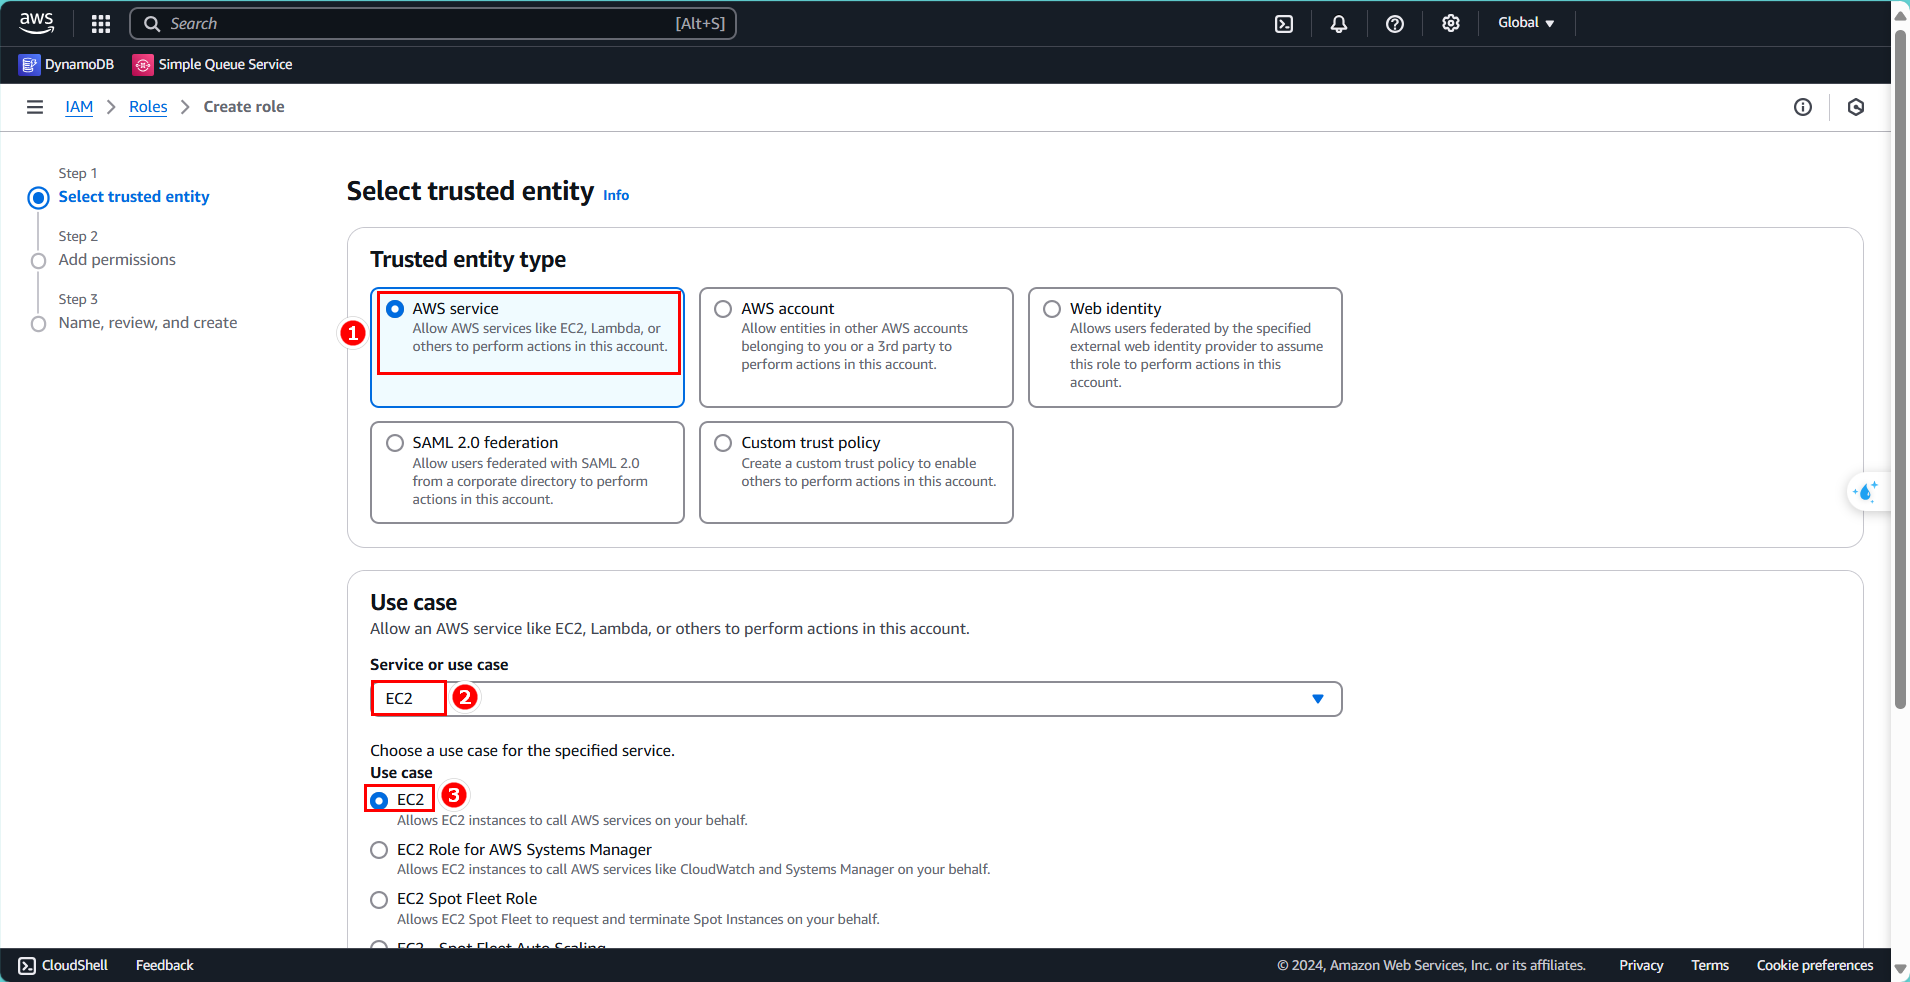 aws
Search
[Alt+S]
Global
DynamoDB
Simple Queue Service
IAM
Roles
Create role
Step 1
Select trusted entity
Step 2
Add permissions
Step 3
Name, review, and create
Select trusted entity Info
Trusted entity type
1
AWS service
Allow AWS services like EC2, Lambda, or
others to perform actions in this account.
AWS account
Allow entities in other AWS accounts
belonging to you or a 3rd party to
perform actions in this account.
Web identity
Allows users federated by the specified
external web identity provider to assume
this role to perform actions in this
account.
SAML 2.0 federation
Allow users federated with SAML 2.0
from a corporate directory to perform
actions in this account.
Custom trust policy
Create a custom trust policy to enable
others to perform actions in this account.
Use case
Allow an AWS service like EC2, Lambda, or others to perform actions in this account.
Service or use case
EC2
2
Choose a use case for the specified service.
Use case
EC2
3
Allows EC2 instances to call AWS services on your behalf.
EC2 Role for AWS Systems Manager
Allows EC2 instances to call AWS services like CloudWatch and Systems Manager on your behalf.
EC2 Spot Fleet Role
Allows EC2 Spot Fleet to request and terminate Spot Instances on your behalf.
EC2 - Spot Fleet Auto Scaling
CloudShell
Feedback
© 2024, Amazon Web Services, Inc. or its affiliates.
Privacy
Terms
Cookie preferences